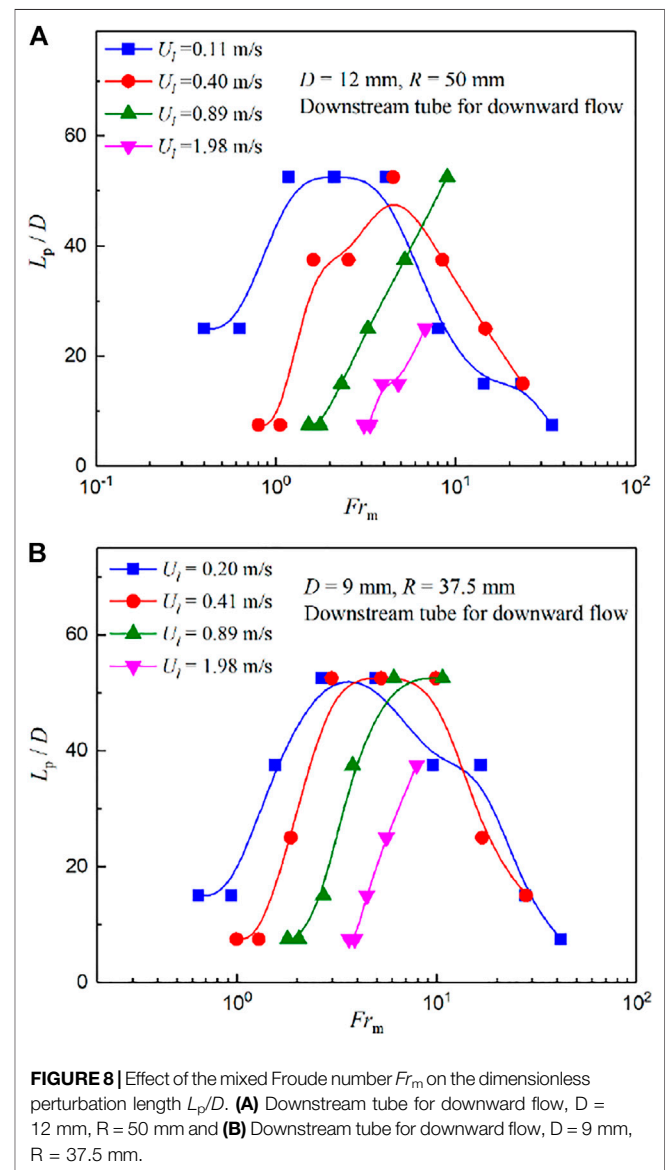 A
U_l =0.11 m/s
U_l =0.40 m/s
U_l =0.89 m/s
U_l =1.98 m/s
D = 12 mm, R = 50 mm
Downstream tube for downward flow
60
40
20
0
L_p / D
10^-1
10^0
10^1
10^2
Fr_m
B
U_l = 0.20 m/s
U_l = 0.41 m/s
U_l = 0.89 m/s
U_l = 1.98 m/s
D = 9 mm, R = 37.5 mm
Downstream tube for downward flow
60
40
20
0
L_p / D
10^0
10^1
10^2
Fr_m
FIGURE 8 | Effect of the mixed Froude number Fr_m on the dimensionless
perturbation length L_p/D. (A) Downstream tube for downward flow, D =
12 mm, R = 50 mm and (B) Downstream tube for downward flow, D = 9 mm,
R = 37.5 mm.